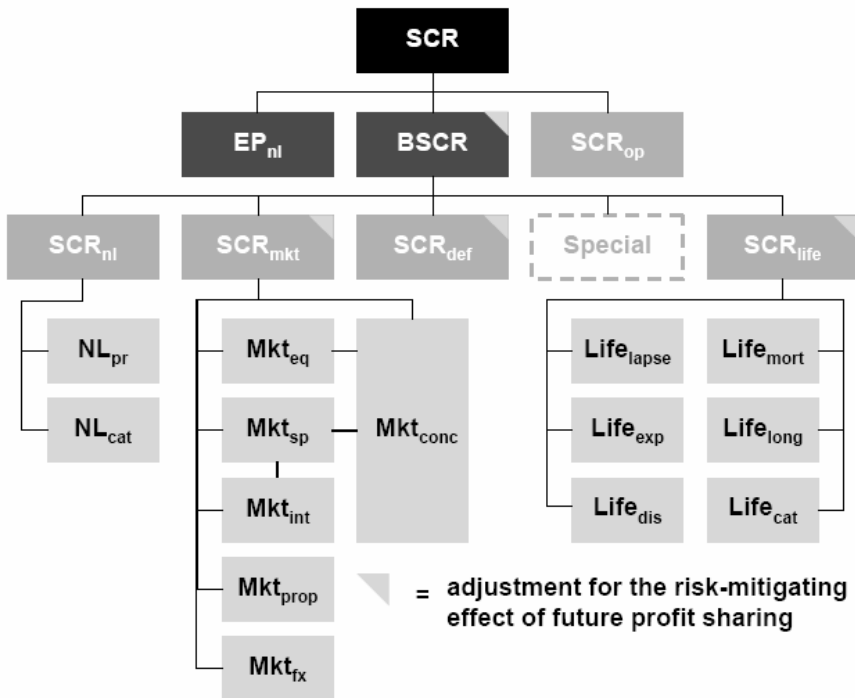 SCR
EPnl
BSCR
SCRop
SCRnl
SCRmkt
SCRdef
Special
SCRlife
NLpr
NLcat
Mkteq
Mktsp
Mktint
Mktprop
Mktfx
Mktconc
Lifelapse
Lifeexp
Lifedis
Lifemort
Lifelong
Lifecat
= adjustment for the risk-mitigating
effect of future profit sharing